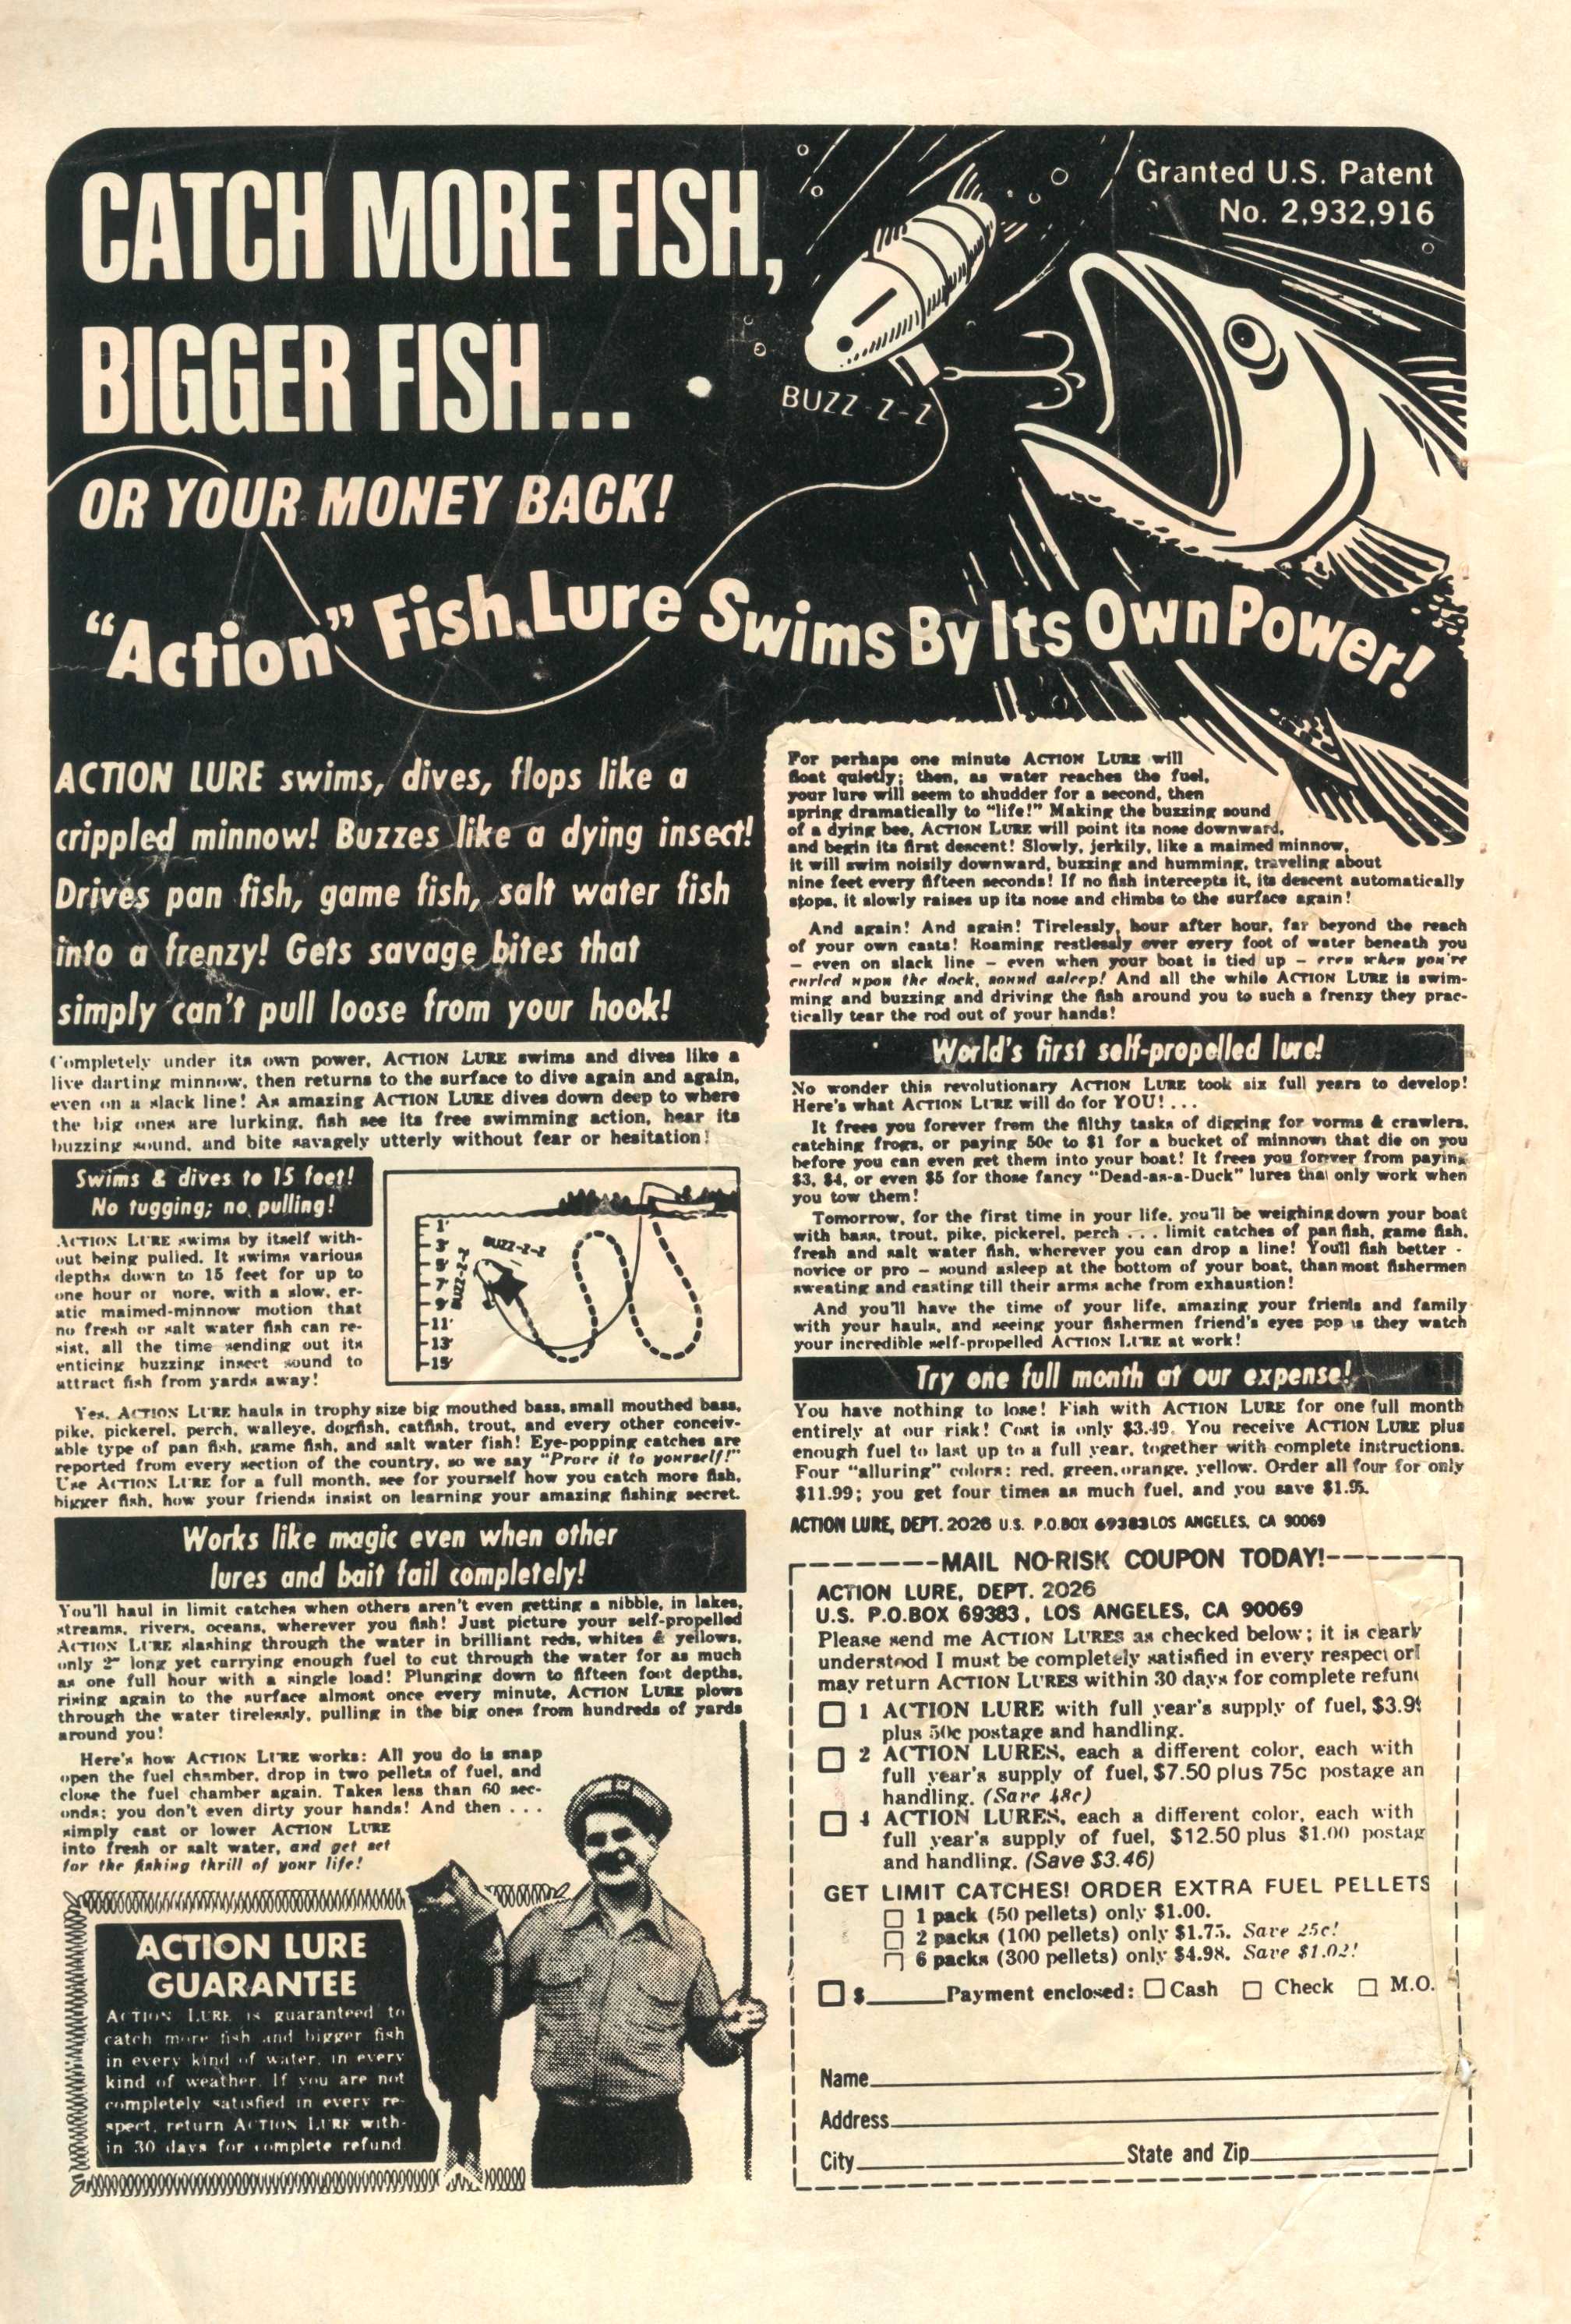 Granted U.S. Patent
No. 2,932,916
CATCH MORE FISH,
BIGGER FISH...
OR YOUR MONEY BACK!
BUZZ-Z-Z
"Action" Fish Lure Swims By Its Own Power!
ACTION LURE swims, dives, flops like a
crippled minnow! Buzzes like a dying insect!
Drives pan fish, game fish, salt water fish
into a frenzy! Gets savage bites that
simply can't pull loose from your hook!
Completely under its own power, ACTION LURE swims and dives like a
live darting minnow, then returns to the surface to dive again and again,
even on a slack line! As amazing ACTION LURE dives down deep to where
the big ones are lurking, fish see its free swimming action, hear its
buzzing sound, and bite savagely utterly without fear or hesitation!
Swims & dives to 15 feet!
No tugging; no pulling!
ACTION LURE swims by itself with-
out being pulled. It swims various
depths down to 15 feet for up to
one hour or more, with a slow, er-
atic maimed-minnow motion that
no fresh or salt water fish can re-
sist, all the time sending out its
enticing buzzing insect sound to
attract fish from yards away!
1'
3'
5'
7'
9'
11'
13'
15'
BUZZ-Z-Z
BUZZ-Z-Z
Yes, ACTION LURE hauls in trophy size big mouthed bass, small mouthed bass,
pike, pickerel, perch, walleye, dogfish, catfish, trout, and every other conceiv-
able type of pan fish, game fish, and salt water fish! Eye-popping catches are
reported from every section of the country, so we say "Prove it to yourself!"
Use ACTION LURE for a full month, see for yourself how you catch more fish,
bigger fish, how your friends insist on learning your amazing fishing secret.
Works like magic even when other
lures and bait fail completely!
You'll haul in limit catches when others aren't even getting a nibble, in lakes,
streams, rivers, oceans, wherever you fish! Just picture your self-propelled
ACTION LURE slashing through the water in brilliant reds, whites & yellows,
only 2" long yet carrying enough fuel to cut through the water for as much
as one full hour with a single load! Plunging down to fifteen foot depths,
rising again to the surface almost once every minute, ACTION LURE plows
through the water tirelessly, pulling in the big ones from hundreds of yards
around you!
Here's how ACTION LURE works: All you do is snap
open the fuel chamber, drop in two pellets of fuel, and
close the fuel chamber again. Takes less than 60 sec-
onds; you don't even dirty your hands! And then . . .
simply cast or lower ACTION LURE
into fresh or salt water, and get set
for the fishing thrill of your life!
ACTION LURE
GUARANTEE
ACTION LURE is guaranteed to
catch more fish and bigger fish
in every kind of water, in every
kind of weather. If you are not
completely satisfied in every re-
spect, return ACTION LURE with-
in 30 days for complete refund
For perhaps one minute ACTION LURE will
float quietly; then, as water reaches the fuel,
your lure will seem to shudder for a second, then
spring dramatically to "life!" Making the buzzing sound
of a dying bee, ACTION LURE will point its nose downward,
and begin its first descent! Slowly, jerkily, like a maimed minnow,
it will swim noisily downward, buzzing and humming, traveling about
nine feet every fifteen seconds! If no fish intercepts it, its descent automatically
stops, it slowly raises up its nose and climbs to the surface again!
And again! And again! Tirelessly, hour after hour, far beyond the reach
of your own casts! Roaming restlessly over every foot of water beneath you
– even on slack line – even when your boat is tied up – even when you're
curled upon the dock, sound asleep! And all the while ACTION LURE is swim-
ming and buzzing and driving the fish around you to such a frenzy they prac-
tically tear the rod out of your hands!
World's first self-propelled lure!
No wonder this revolutionary ACTION LURE took six full years to develop!
Here's what ACTION LURE will do for YOU! . . .
It frees you forever from the filthy tasks of digging for worms & crawlers,
catching frogs, or paying 50c to $1 for a bucket of minnows that die on you
before you can even get them into your boat! It frees you forever from paying
$3, $4, or even $5 for those fancy "Dead-as-a-Duck" lures that only work when
you tow them!
Tomorrow, for the first time in your life, you'll be weighing down your boat
with bass, trout, pike, pickerel, perch . . . limit catches of pan fish, game fish,
fresh and salt water fish, wherever you can drop a line! You'll fish better -
novice or pro – sound asleep at the bottom of your boat, than most fishermen
sweating and casting till their arms ache from exhaustion!
And you'll have the time of your life, amazing your friends and family
with your hauls, and seeing your fishermen friend's eyes pop as they watch
your incredible self-propelled ACTION LURE at work!
Try one full month at our expense!
You have nothing to lose! Fish with ACTION LURE for one full month
entirely at our risk! Cost is only $3.49. You receive ACTION LURE plus
enough fuel to last up to a full year, together with complete instructions.
Four "alluring" colors: red, green, orange, yellow. Order all four for only
$11.99; you get four times as much fuel, and you save $1.95.
ACTION LURE, DEPT. 2026 U.S. P.O.BOX 69383 LOS ANGELES, CA 90069
MAIL NO-RISK COUPON TODAY!
ACTION LURE, DEPT. 2026
U.S. P.O.BOX 69383, LOS ANGELES, CA 90069
Please send me ACTION LURES as checked below; it is clearly
understood I must be completely satisfied in every respect or I
may return ACTION LURES within 30 days for complete refun
1 ACTION LURE with full year's supply of fuel, $3.99
plus 50c postage and handling.
2 ACTION LURES, each a different color, each with
full year's supply of fuel, $7.50 plus 75c postage an
handling. (Save 48c)
4 ACTION LURES, each a different color, each with
full year's supply of fuel, $12.50 plus $1.00 postag
and handling. (Save $3.46)
GET LIMIT CATCHES! ORDER EXTRA FUEL PELLETS
1 pack (50 pellets) only $1.00.
2 packs (100 pellets) only $1.75. Save 25c!
6 packs (300 pellets) only $4.98. Save $1.02!
$ Payment enclosed: Cash Check M.O.
Name
Address
City State and Zip